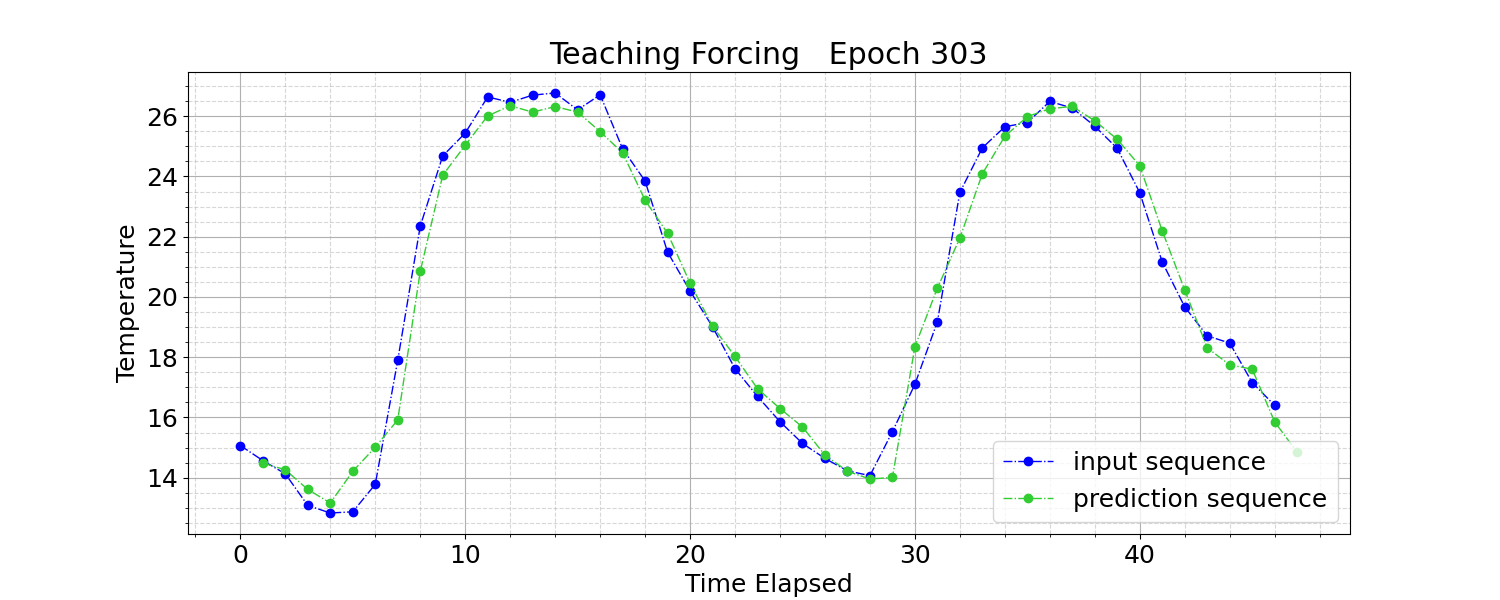 Teaching Forcing   Epoch 303
Temperature
26
24
22
20
18
16
14
0 10 20 30 40
Time Elapsed
input sequence
prediction sequence